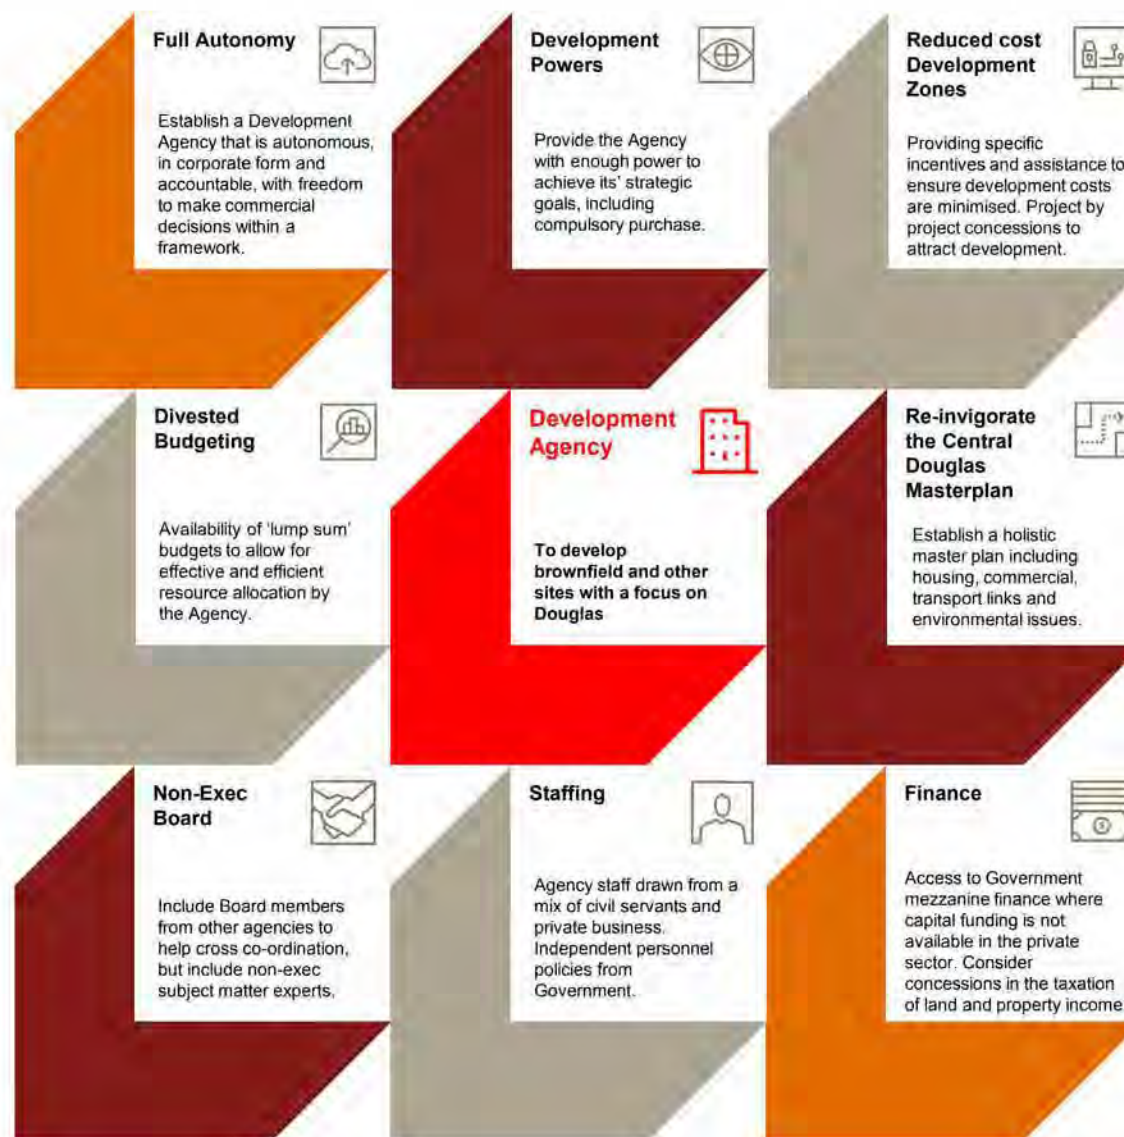 Full Autonomy
Establish a Development
Agency that is autonomous,
in corporate form and
accountable, with freedom
to make commercial
decisions within a
framework.
Development
Powers
Provide the Agency
with enough power to
achieve its’ strategic
goals, including
compulsory purchase.
Reduced cost
Development
Zones
Providing specific
incentives and assistance to
ensure development costs
are minimised. Project by
project concessions to
attract development.
Divested
Budgeting
Availability of ‘lump sum’
budgets to allow for
effective and efficient
resource allocation by
the Agency.
Development
Agency
To develop
brownfield and other
sites with a focus on
Douglas
Re-invigorate
the Central
Douglas
Masterplan
Establish a holistic
master plan including
housing, commercial,
transport links and
environmental issues.
Non-Exec
Board
Include Board members
from other agencies to
help cross co-ordination,
but include non-exec
subject matter experts.
Staffing
Agency staff drawn from a
mix of civil servants and
private business.
Independent personnel
policies from
Government.
Finance
Access to Government
mezzanine finance where
capital funding is not
available in the private
sector. Consider
concessions in the taxation
of land and property income